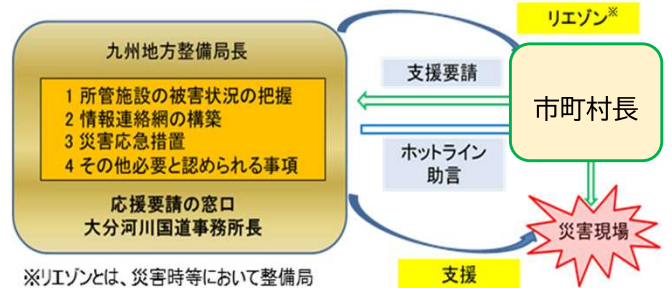 リエゾン※
九州地方整備局長
1 所管施設の被害状況の把握
2 情報連絡網の構築
3 災害応急措置
4 その他必要と認められる事項
応援要請の窓口
大分河川国道事務所長
支援要請
ホットライン
助言
市町村長
災害現場
支援
※リエゾンとは、災害時等において整備局